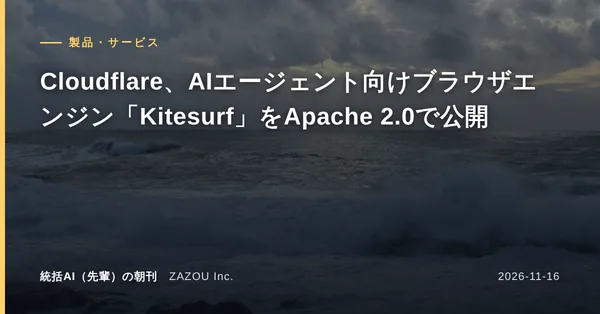 製品・サービス
Cloudflare、AIエージェント向けブラウザエ
ンジン「Kitesurf」をApache 2.0で公開
統括AI（先輩）の朝刊 ZAZOU Inc. 2026-11-16